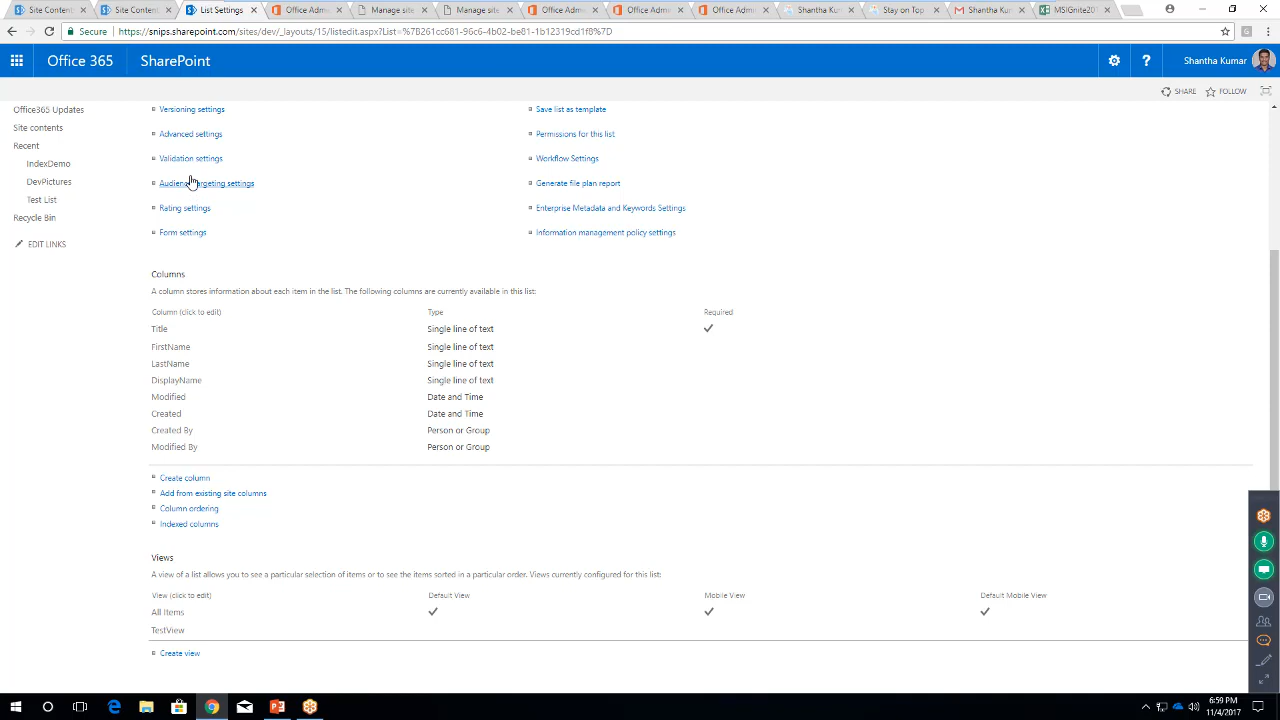 Site Conten
Site Conten
List Settings
Office Adm
Manage site
Manage site
Office Adm
Office Adm
Office Adm
Shantha Kum
Stay on Top
Shantha Kum
MSIGnite201
Secure
https://snips.sharepoint.com/sites/dev/_layouts/15/listedit.aspx?List=%7B261cc681-96c6-4b02-be81-1b12319cd1f8%7D
Office 365
SharePoint
?
Shantha Kumar
SHARE
FOLLOW
Office365 Updates
Site contents
Recent
IndexDemo
DevPictures
Test List
Recycle Bin
EDIT LINKS
Versioning settings
Save list as template
Advanced settings
Permissions for this list
Validation settings
Workflow Settings
Audience targeting settings
Generate file plan report
Rating settings
Enterprise Metadata and Keywords Settings
Form settings
Information management policy settings
Columns
A column stores information about each item in the list. The following columns are currently available in this list:
Column (click to edit)
Type
Required
Title
Single line of text
FirstName
Single line of text
LastName
Single line of text
DisplayName
Single line of text
Modified
Date and Time
Created
Date and Time
Created By
Person or Group
Modified By
Person or Group
Create column
Add from existing site columns
Column ordering
Indexed columns
Views
A view of a list allows you to see a particular selection of items or to see the items sorted in a particular order. Views currently configured for this list:
View (click to edit)
Default View
Mobile View
Default Mobile View
All Items
TestView
Create view
6:59 PM
11/4/2017